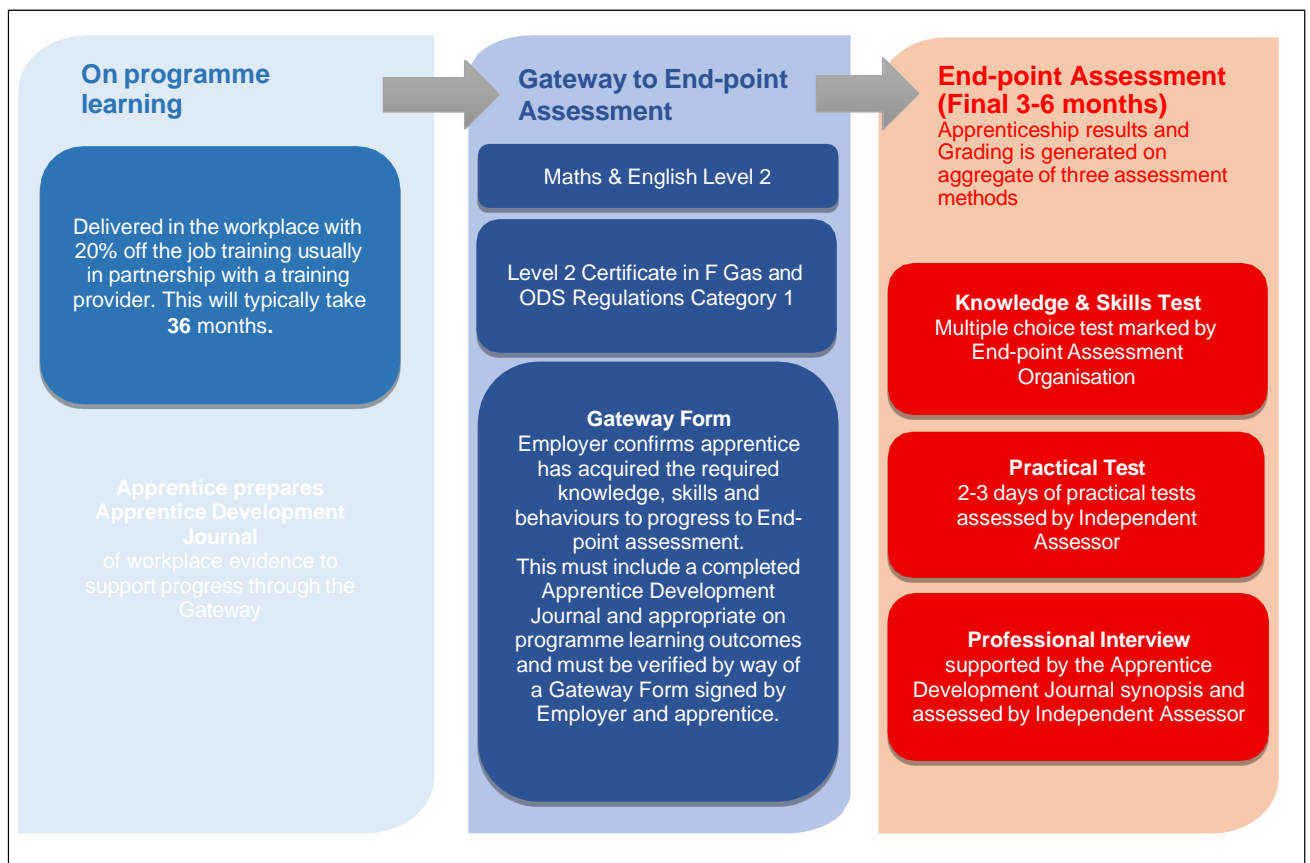 On programme
learning
Delivered in the workplace with
20% off the job training usually
in partnership with a training
provider. This will typically take
36 months.
Apprentice prepares
Apprentice Development
Journal
of workplace evidence to
support progress through the
Gateway
Gateway to End-point
Assessment
Maths & English Level 2
Level 2 Certificate in F Gas and
ODS Regulations Category 1
Gateway Form
Employer confirms apprentice
has acquired the required
knowledge, skills and
behaviours to progress to End-
point assessment.
This must include a completed
Apprentice Development
Journal and appropriate on
programme learning outcomes
and must be verified by way of
a Gateway Form signed by
Employer and apprentice.
End-point Assessment
(Final 3-6 months)
Apprenticeship results and
Grading is generated on
aggregate of three assessment
methods
Knowledge & Skills Test
Multiple choice test marked by
End-point Assessment
Organisation
Practical Test
2-3 days of practical tests
assessed by Independent
Assessor
Professional Interview
supported by the Apprentice
Development Journal synopsis and
assessed by Independent Assessor